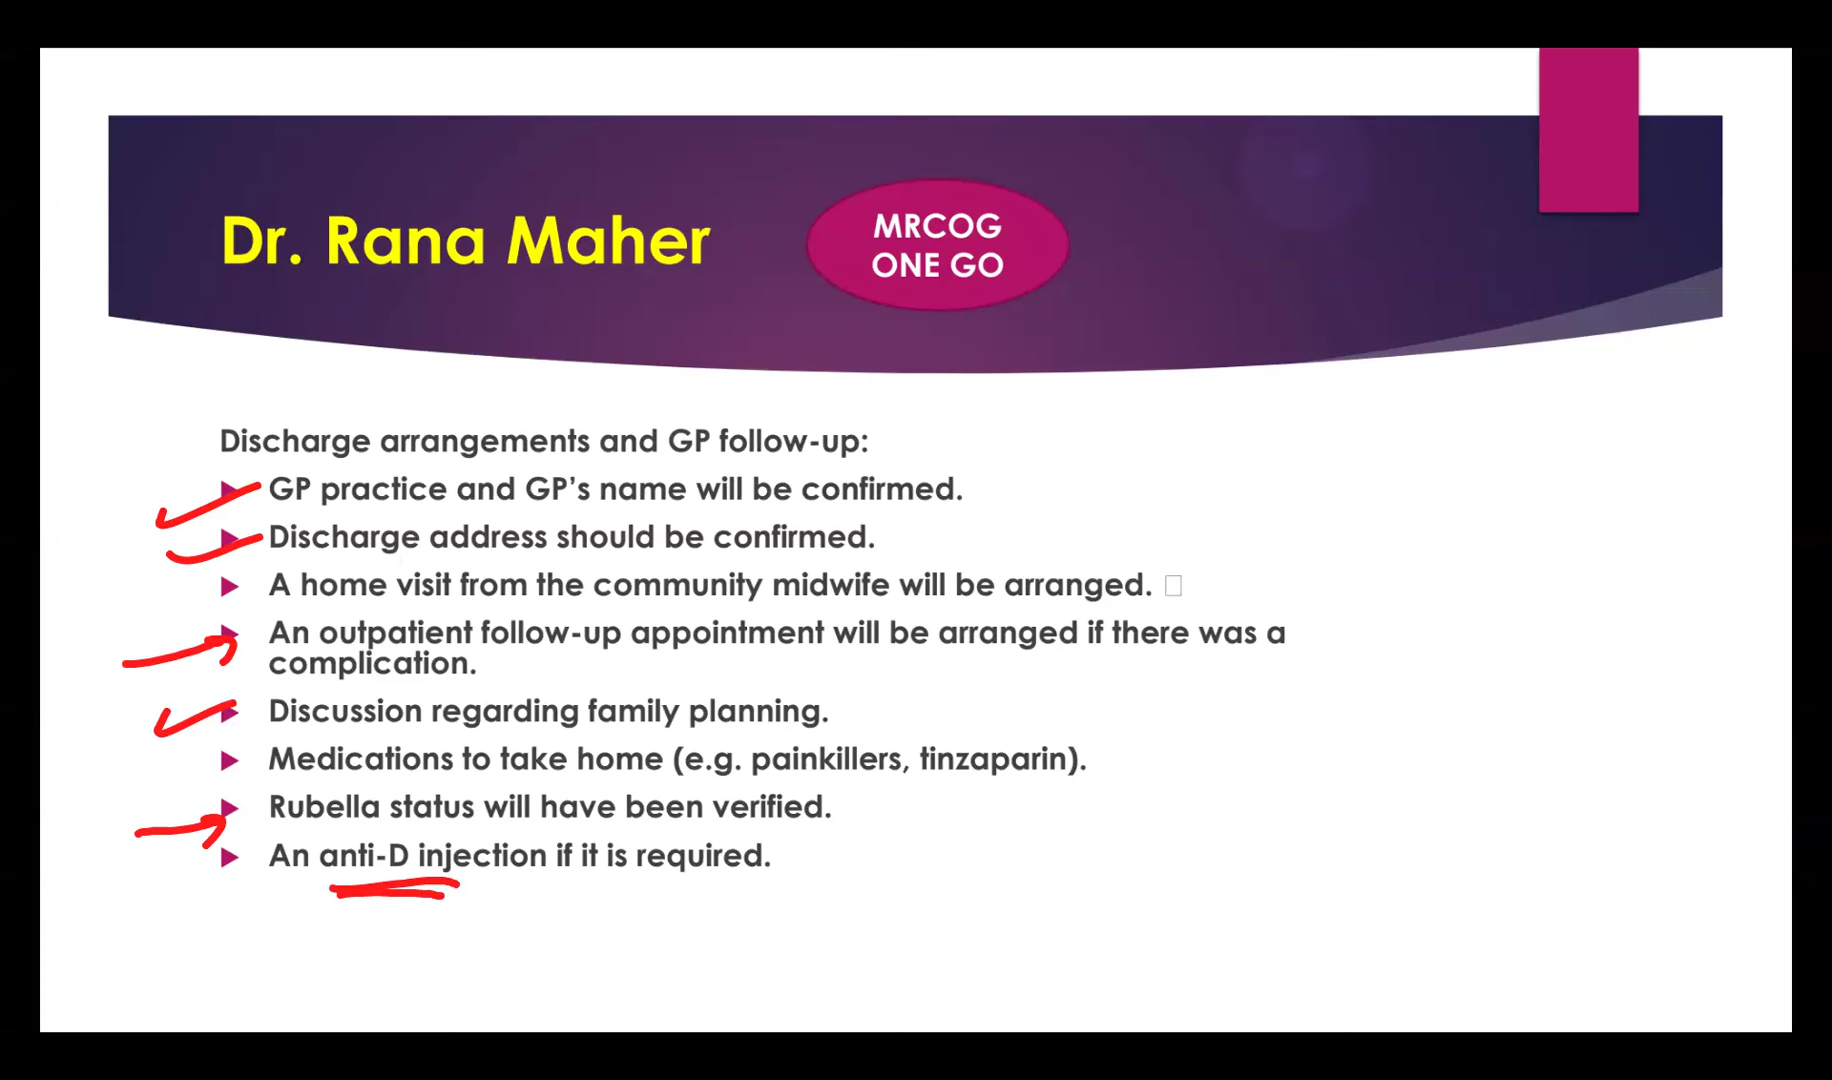 Dr. Rana Maher
MRCOG
ONE GO
Discharge arrangements and GP follow-up:
GP practice and GP’s name will be confirmed.
Discharge address should be confirmed.
A home visit from the community midwife will be arranged.
An outpatient follow-up appointment will be arranged if there was a
complication.
Discussion regarding family planning.
Medications to take home (e.g. painkillers, tinzaparin).
Rubella status will have been verified.
An anti-D injection if it is required.